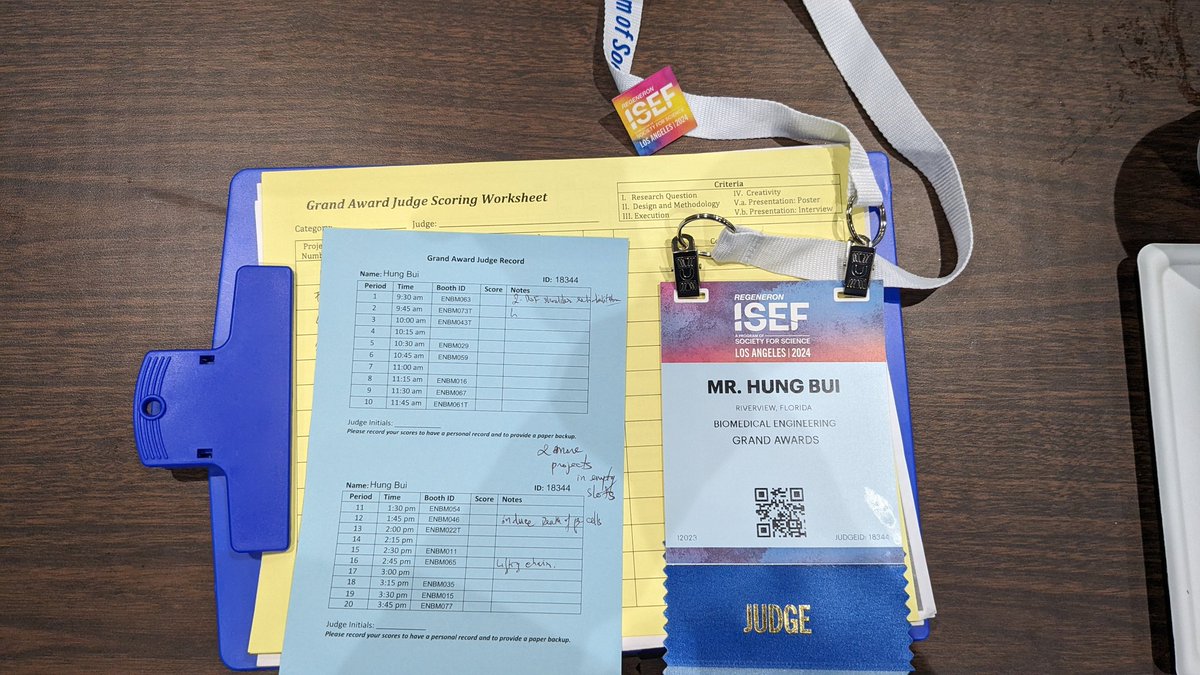 m of So
REGENERON
ISEF
SOCIETY FOR SCIENCE
LOS ANGELES | 2024
Grand Award Judge Scoring Worksheet
Criteria
I. Research Question
II. Design and Methodology
III. Execution
IV. Creativity
V.a. Presentation: Poster
V.b. Presentation: Interview
Judge:
Grand Award Judge Record
Name: Hung Bui ID: 18344
Period Time Booth ID Score Notes
1 9:30 am ENBM063
2 9:45 am ENBM073T
3 10:00 am ENBM043T
4 10:15 am
5 10:30 am ENBM029
6 10:45 am ENBM059
7 11:00 am
8 11:15 am ENBM016
9 11:30 am ENBM067
10 11:45 am ENBM061T
Judge Initials:
Please record your scores to have a personal record and to provide a paper backup.
2 more
projects
in empty
slots
Name: Hung Bui ID: 18344
Period Time Booth ID Score Notes
11 1:30 pm ENBM054
12 1:45 pm ENBM046 induce death of cells
13 2:00 pm ENBM022T
14 2:15 pm
15 2:30 pm ENBM011
16 2:45 pm ENBM065 chain.
17 3:00 pm
18 3:15 pm ENBM035
19 3:30 pm ENBM015
20 3:45 pm ENBM077
Judge Initials:
Please record your scores to have a personal record and to provide a paper backup.
REGENERON
ISEF
A PROGRAM OF
SOCIETY FOR SCIENCE
LOS ANGELES | 2024
MR. HUNG BUI
RIVERVIEW, FLORIDA
BIOMEDICAL ENGINEERING
GRAND AWARDS
12023 JUDGEID: 18344
JUDGE